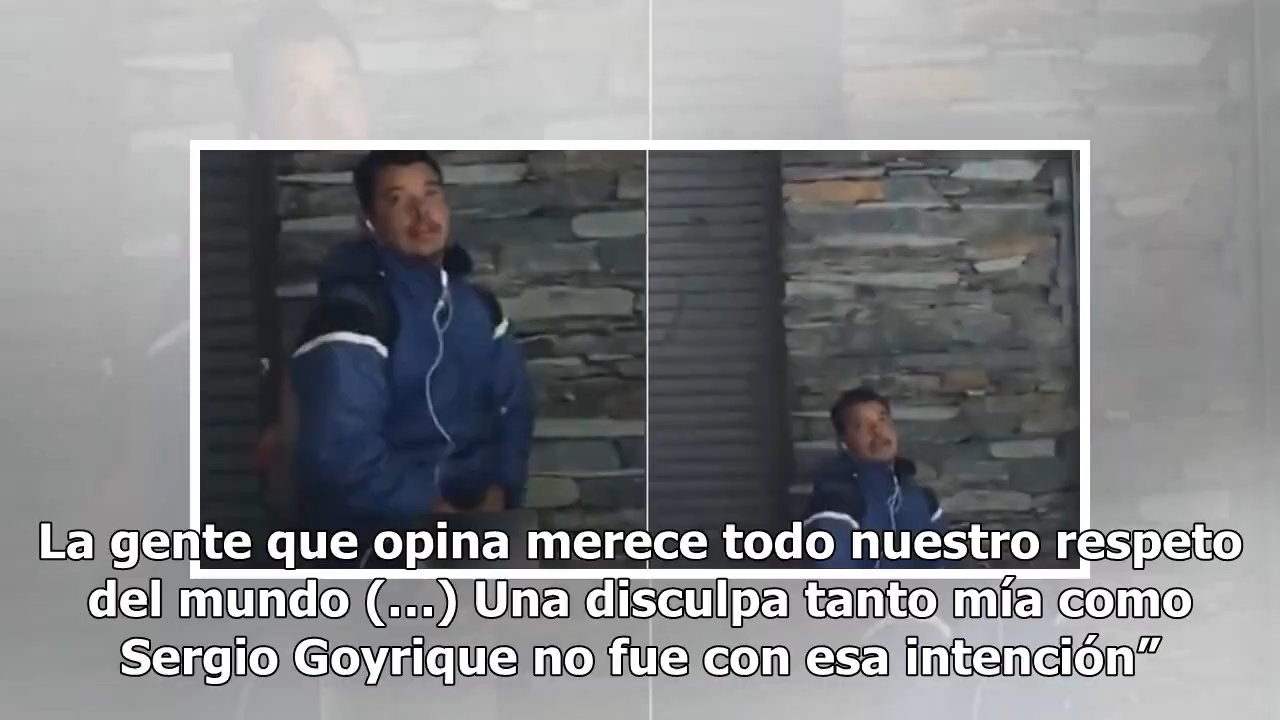 La gente que opina merece todo nuestro respeto
del mundo (...) Una disculpa tanto mía como
Sergio Goyrique no fue con esa intención”